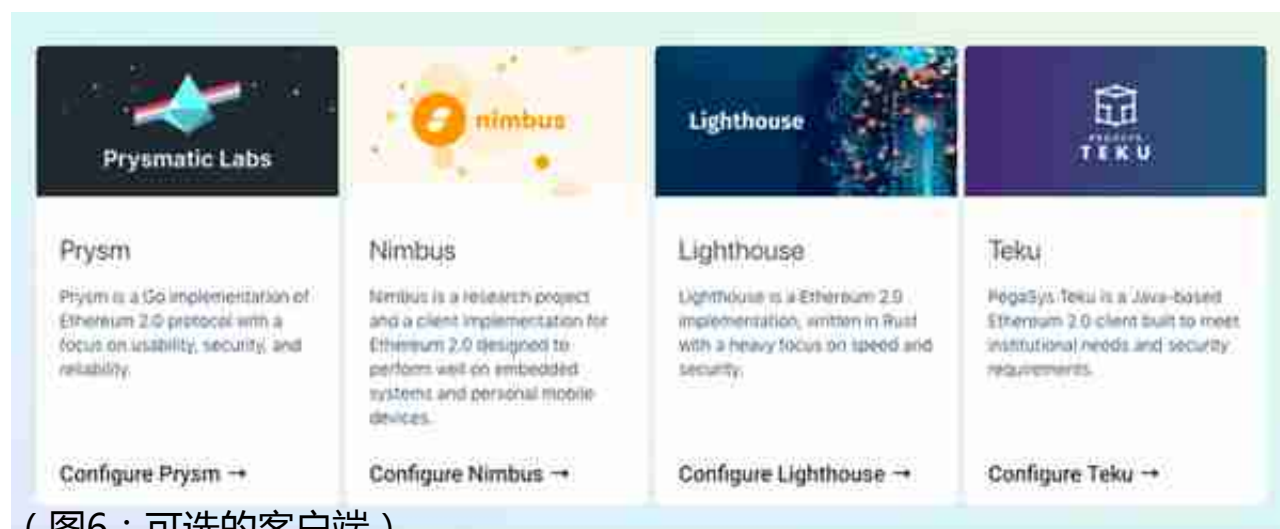 Prysmatic Labs
nimbus
Lighthouse
PEGASYS
TEKU
Prysm
Prysm is a Go implementation of
Ethereum 2.0 protocol with a
focus on usability, security, and
reliability.
Configure Prysm →
Nimbus
Nimbus is a research project
and a client implementation for
Ethereum 2.0 designed to
perform well on embedded
systems and personal mobile
devices.
Configure Nimbus →
Lighthouse
Lighthouse is a Ethereum 2.0
implementation, written in Rust
with a heavy focus on speed and
security.
Configure Lighthouse →
Teku
PegaSys Teku is a Java-based
Ethereum 2.0 client built to meet
institutional needs and security
requirements.
Configure Teku →
（图6：可选的客户端）